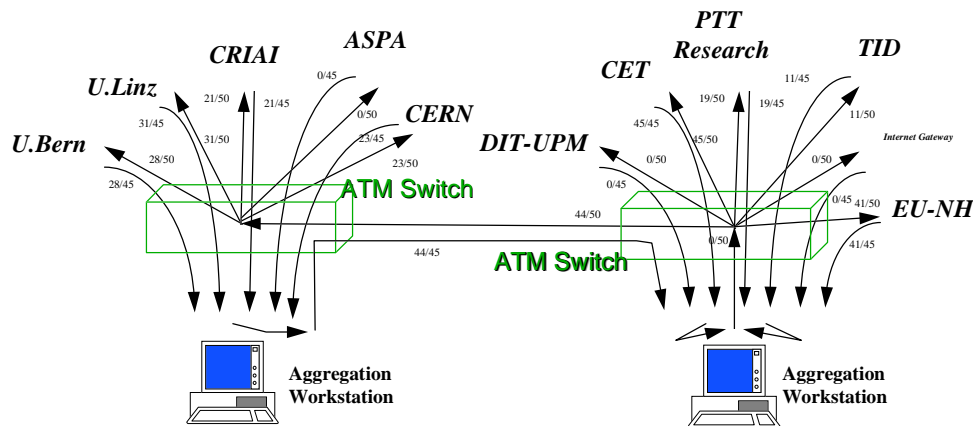 PTT
Research
ASPA
TID
CRIAI
CET
0/45
11/45
U.Linz
21/50
21/45
19/50
19/45
CERN
0/50
11/50
31/45
23/45
45/45
DIT-UPM
Internet Gateway
U.Bern
31/50
45/50
28/50
23/50
0/50
0/50
28/45
0/45
ATM Switch
0/45
41/50
EU-NH
44/50
0/50
41/45
44/45
ATM Switch
Aggregation
Workstation
Aggregation
Workstation